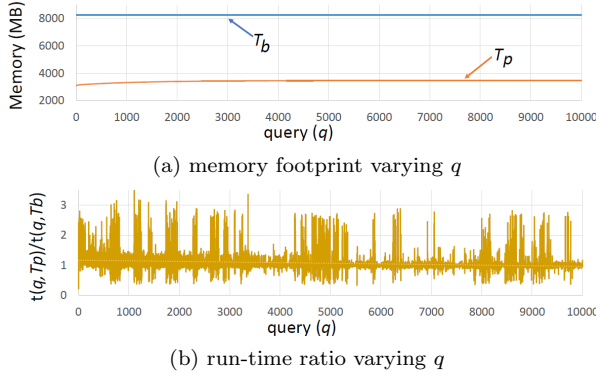 Memory (MB)
8000
6000
4000
2000
T_b
T_p
0 1000 2000 3000 4000 5000 6000 7000 8000 9000 10000
query (q)
(a) memory footprint varying q
t(q,Tp)/t(q,Tb)
3
2
1
0
0 1000 2000 3000 4000 5000 6000 7000 8000 9000 10000
query (q)
(b) run-time ratio varying q